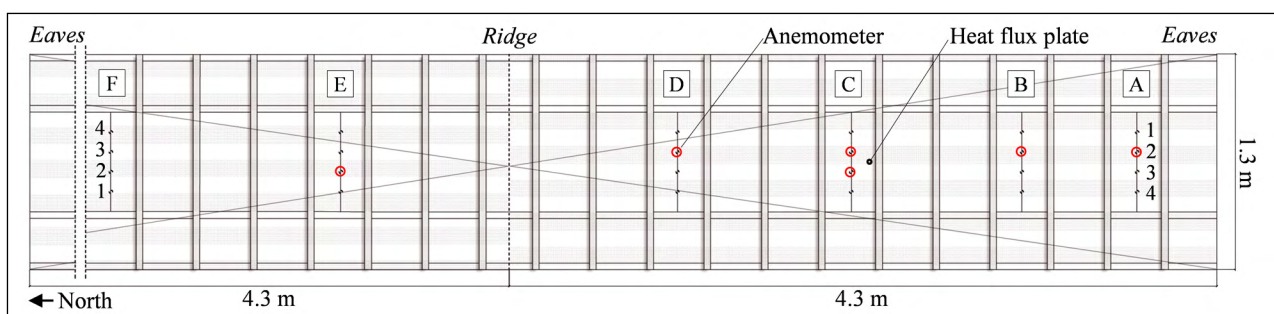 Eaves Ridge Anemometer Heat flux plate Eaves
F E D C B A
4 1
3 2
2 3
1 4
1.3 m
North 4.3 m 4.3 m